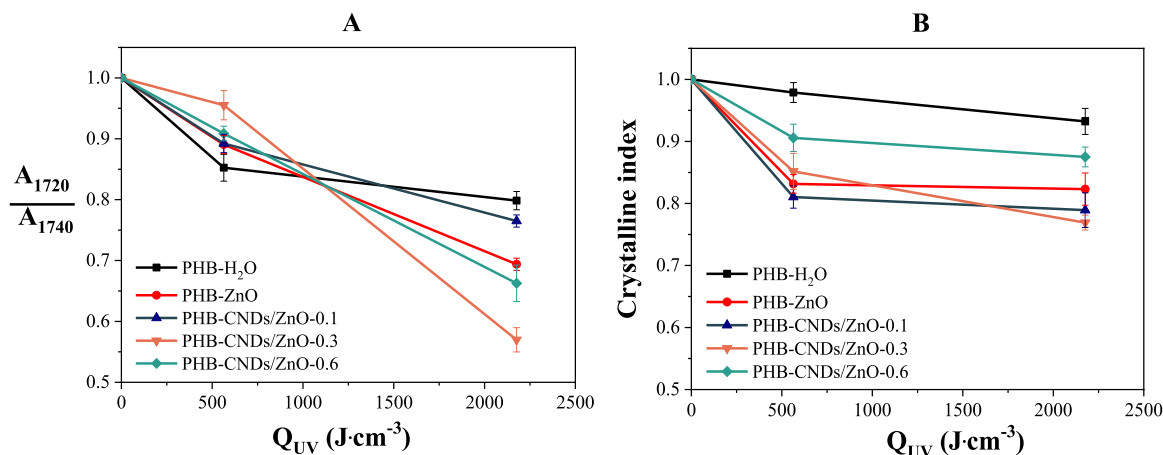 A
1.0
0.9
0.8
0.7
0.6
0.5
A1720
A1740
PHB-H2O
PHB-ZnO
PHB-CNDs/ZnO-0.1
PHB-CNDs/ZnO-0.3
PHB-CNDs/ZnO-0.6
0 500 1000 1500 2000 2500
QUV (J·cm-3)
B
1.0
0.9
0.8
0.7
0.6
0.5
Crystalline index
PHB-H2O
PHB-ZnO
PHB-CNDs/ZnO-0.1
PHB-CNDs/ZnO-0.3
PHB-CNDs/ZnO-0.6
0 500 1000 1500 2000 2500
QUV (J·cm-3)